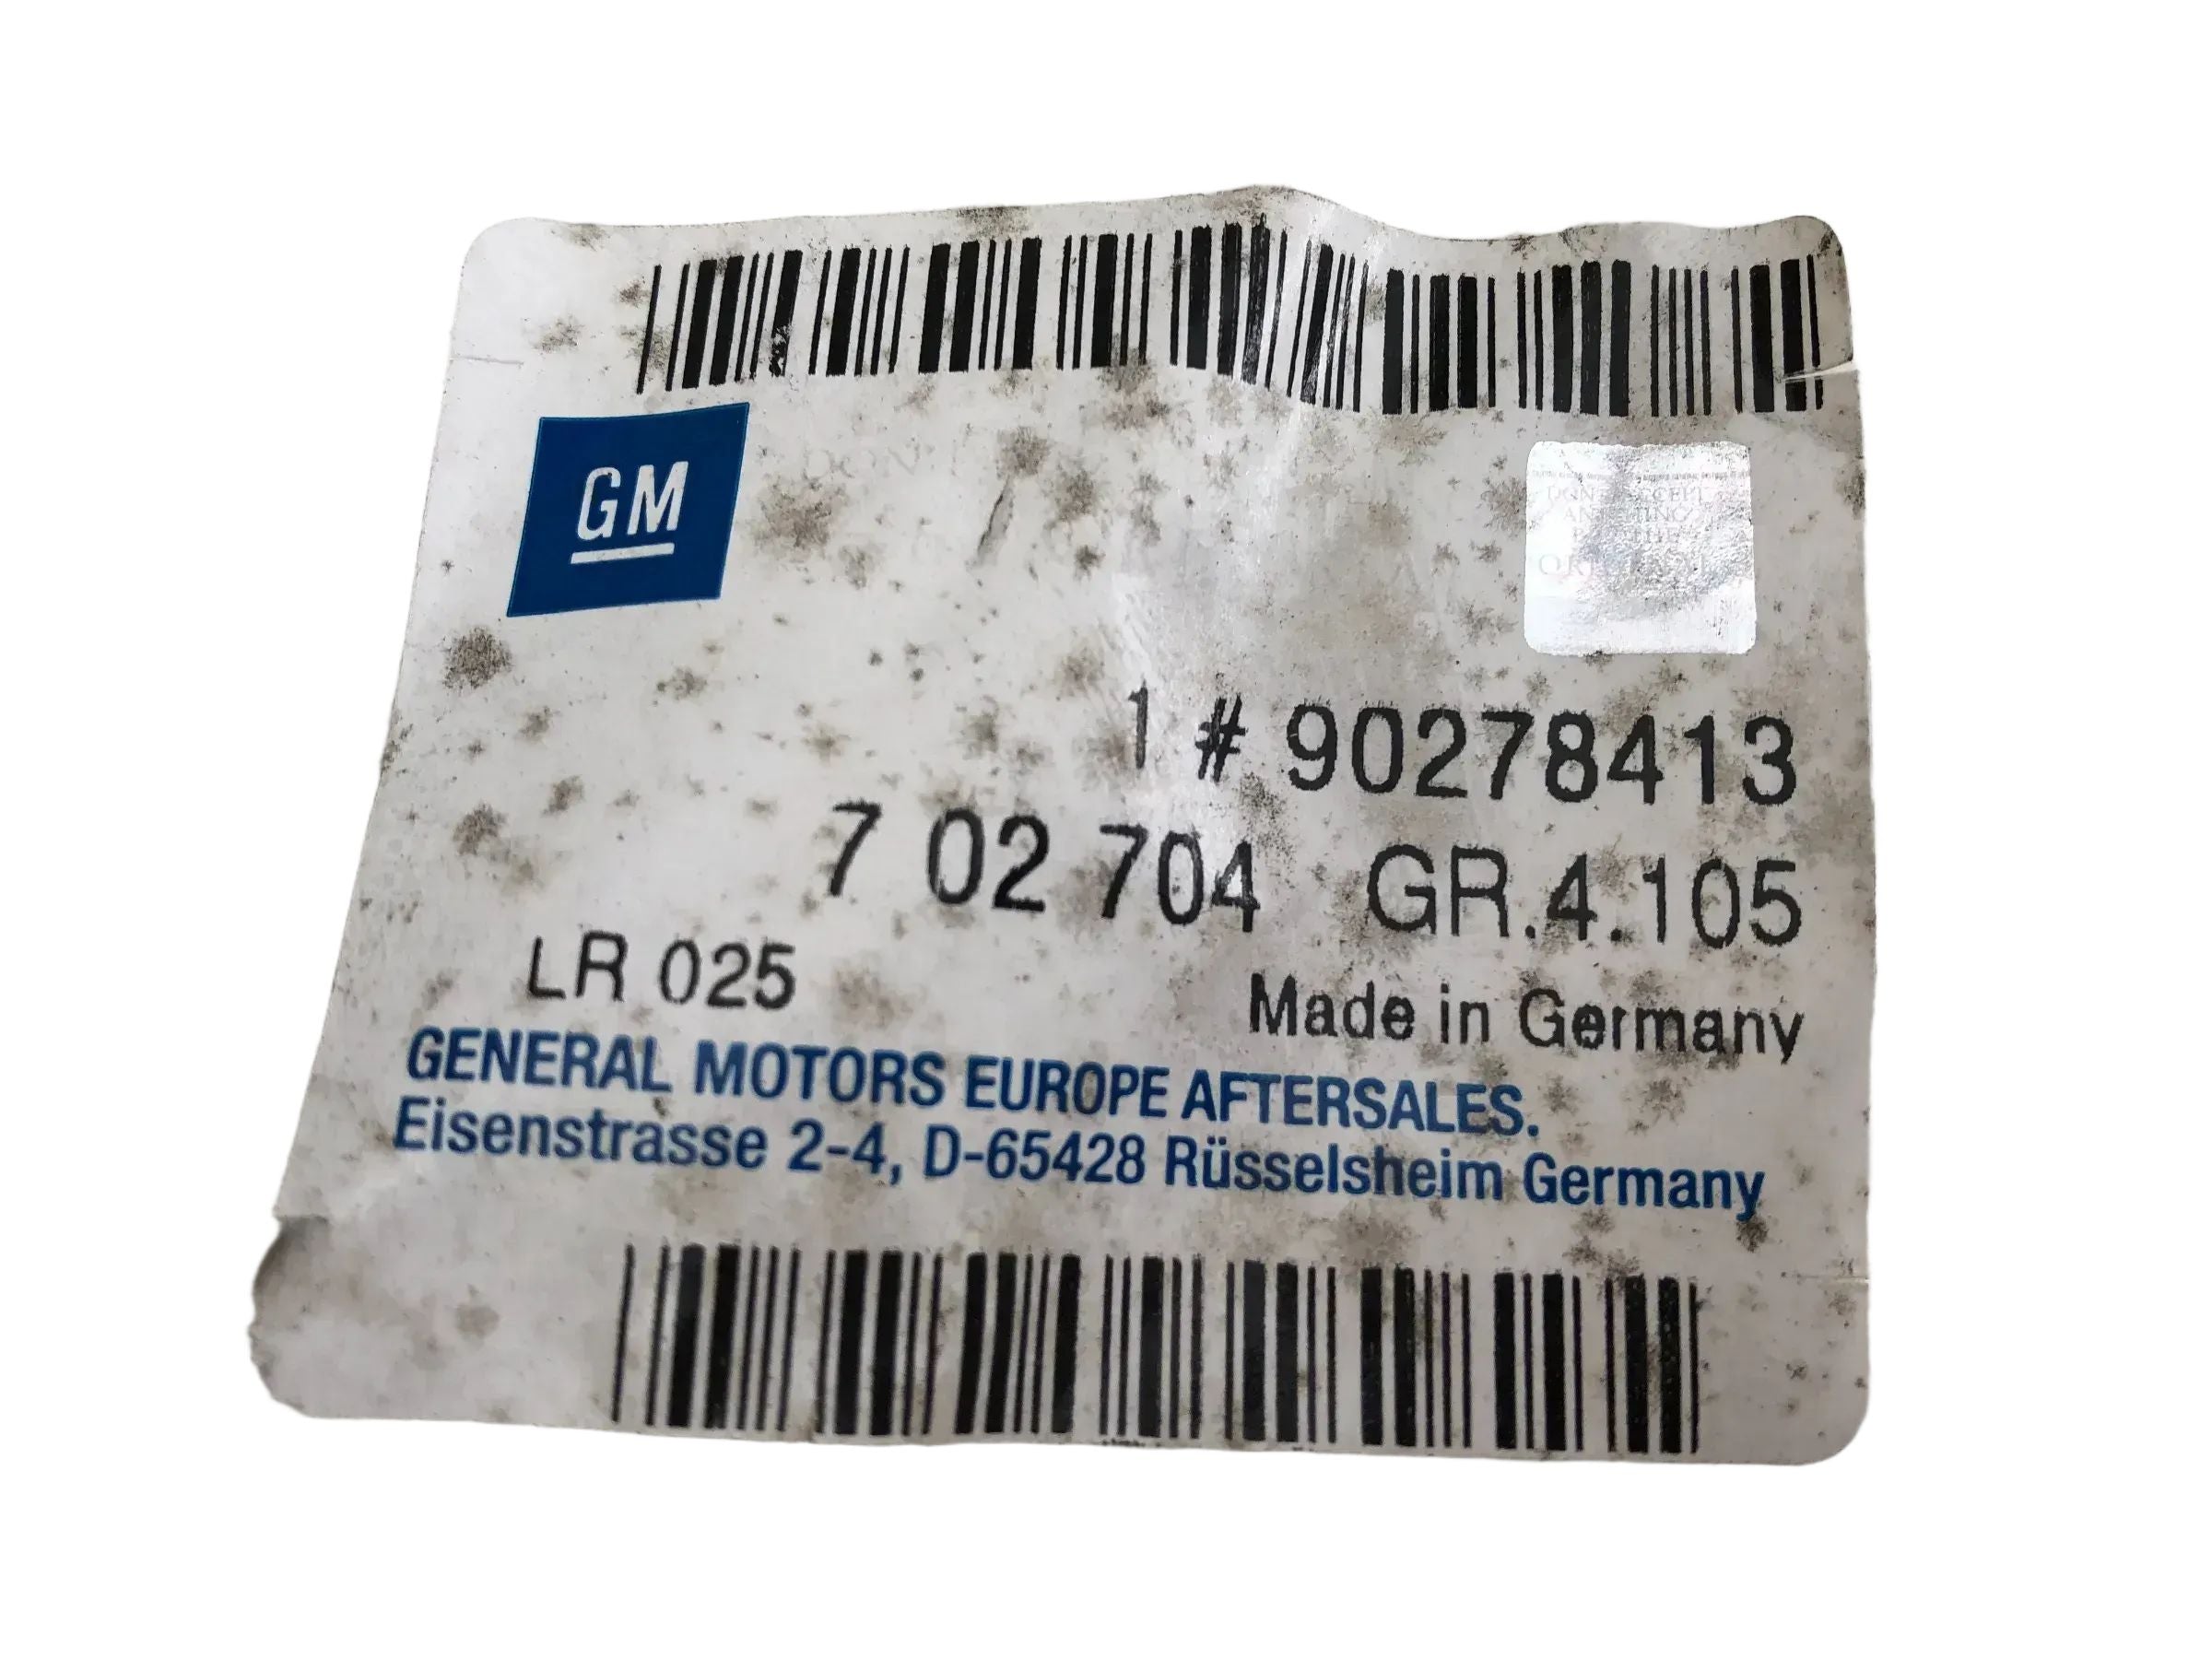 GM
1 # 90278413
7 02 704 GR.4.105
LR 025
Made in Germany
GENERAL MOTORS EUROPE AFTERSALES.
Eisenstrasse 2-4, D-65428 Rüsselsheim Germany